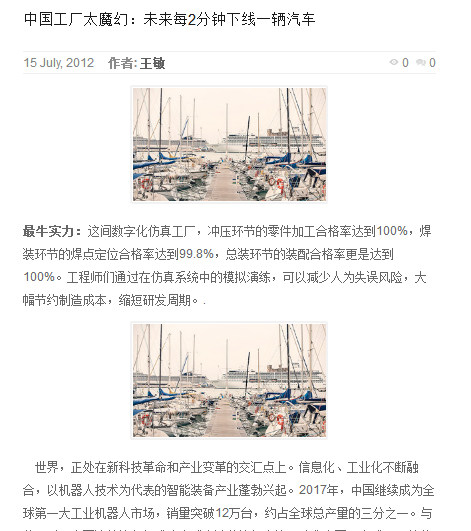 中国工厂太魔幻：未来每2分钟下线一辆汽车
15 July, 2012 作者: 王敏 0 0
最牛实力：这间数字化仿真工厂，冲压环节的零件加工合格率达到100%，焊
装环节的焊点定位合格率达到99.8%，总装环节的装配合格率更是达到
100%。工程师们通过在仿真系统中的模拟演练，可以减少人为失误风险，大
幅节约制造成本，缩短研发周期。.
世界，正处在新科技革命和产业变革的交汇点上。信息化、工业化不断融
合，以机器人技术为代表的智能装备产业蓬勃兴起。2017年，中国继续成为全
球第一大工业机器人市场，销量突破12万台，约占全球总产量的三分之一。与